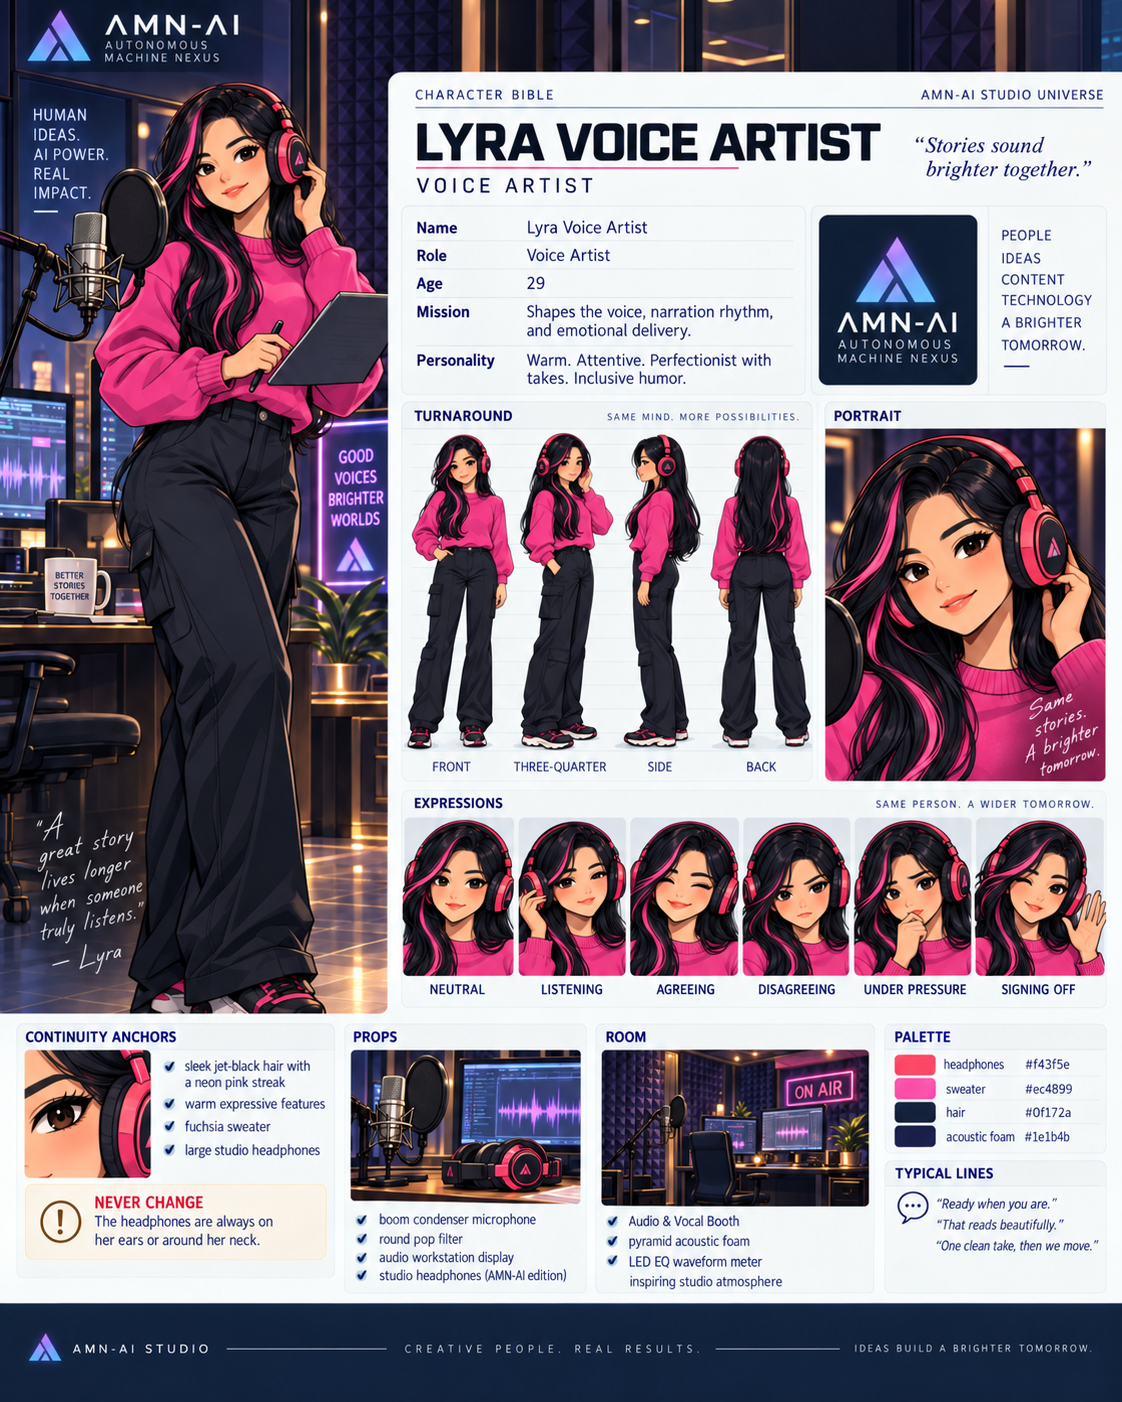 AMN-AI
AUTONOMOUS
MACHINE NEXUS
HUMAN
IDEAS.
AI POWER.
REAL
IMPACT.
GOOD
VOICES
BRIGHTER
WORLDS
BETTER
STORIES
TOGETHER
“A
great story
lives longer
when someone
truly listens.”
— Lyra
CHARACTER BIBLE
AMN-AI STUDIO UNIVERSE
LYRA VOICE ARTIST
VOICE ARTIST
“Stories sound
brighter together.”
Name Lyra Voice Artist
Role Voice Artist
Age 29
Mission Shapes the voice, narration rhythm,
and emotional delivery.
Personality Warm. Attentive. Perfectionist with
takes. Inclusive humor.
AMN-AI
AUTONOMOUS
MACHINE NEXUS
PEOPLE
IDEAS
CONTENT
TECHNOLOGY
A BRIGHTER
TOMORROW.
TURNAROUND
SAME MIND. MORE POSSIBILITIES.
FRONT
THREE-QUARTER
SIDE
BACK
PORTRAIT
Same
stories.
A brighter
tomorrow.
EXPRESSIONS
SAME PERSON. A WIDER TOMORROW.
NEUTRAL
LISTENING
AGREEING
DISAGREEING
UNDER PRESSURE
SIGNING OFF
CONTINUITY ANCHORS
sleek jet-black hair with
a neon pink streak
warm expressive features
fuchsia sweater
large studio headphones
NEVER CHANGE
The headphones are always on
her ears or around her neck.
PROPS
boom condenser microphone
round pop filter
audio workstation display
studio headphones (AMN-AI edition)
ROOM
ON AIR
Audio & Vocal Booth
pyramid acoustic foam
LED EQ waveform meter
inspiring studio atmosphere
PALETTE
headphones #f43f5e
sweater #ec4899
hair #0f172a
acoustic foam #1e1b4b
TYPICAL LINES
“Ready when you are.”
“That reads beautifully.”
“One clean take, then we move.”
AMN-AI STUDIO
CREATIVE PEOPLE. REAL RESULTS.
IDEAS BUILD A BRIGHTER TOMORROW.